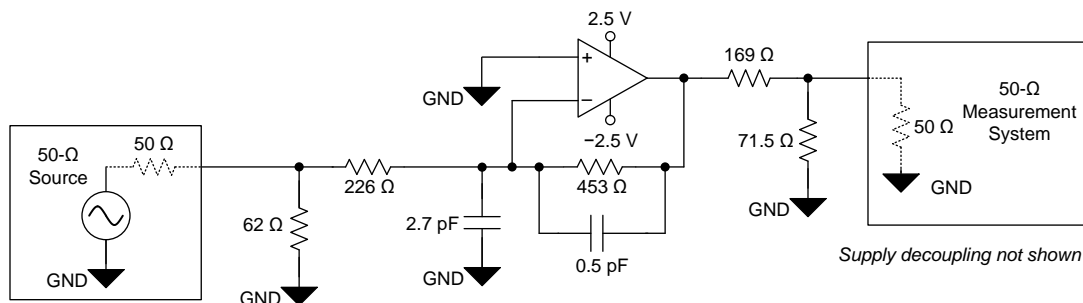 2.5 V
+
−
GND
−2.5 V
169 Ω
71.5 Ω
GND
50 Ω
50-Ω
Measurement
System
GND
50-Ω
Source
50 Ω
GND
62 Ω
GND
226 Ω
2.7 pF
GND
453 Ω
0.5 pF
Supply decoupling not shown